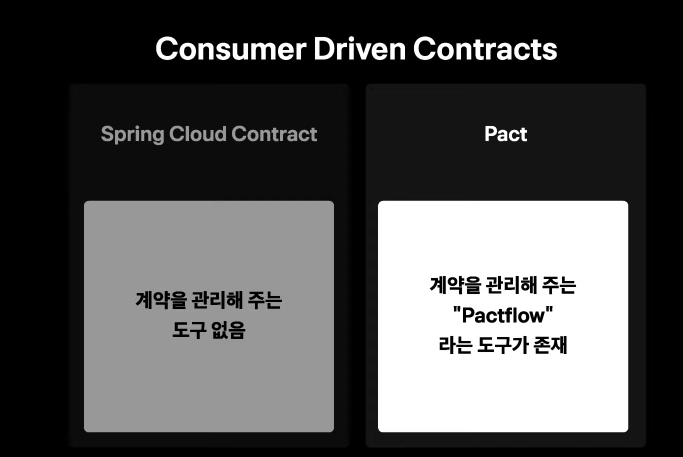 Consumer Driven Contracts
Spring Cloud Contract
계약을 관리해 주는
도구 없음
Pact
계약을 관리해 주는
"Pactflow"
라는 도구가 존재